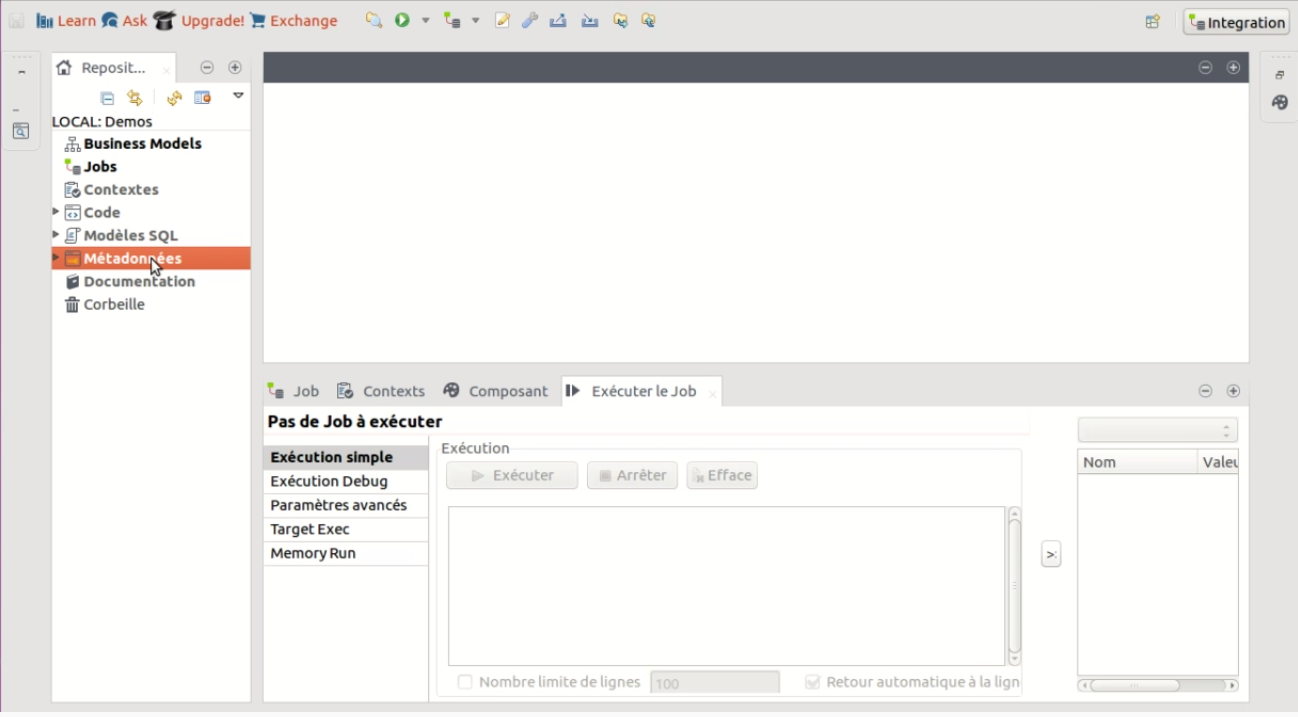 Learn Ask Upgrade! Exchange
Integration
Reposit...
LOCAL: Demos
Business Models
Jobs
Contextes
Code
Modèles SQL
Métadonnées
Documentation
Corbeille
Job Contexts Composant Exécuter le Job
Pas de Job à exécuter
Exécution simple
Exécution Debug
Paramètres avancés
Target Exec
Memory Run
Exécution
Exécuter Arrêter Efface
Nombre limite de lignes 100 Retour automatique à la lign
>:
Nom Valeu